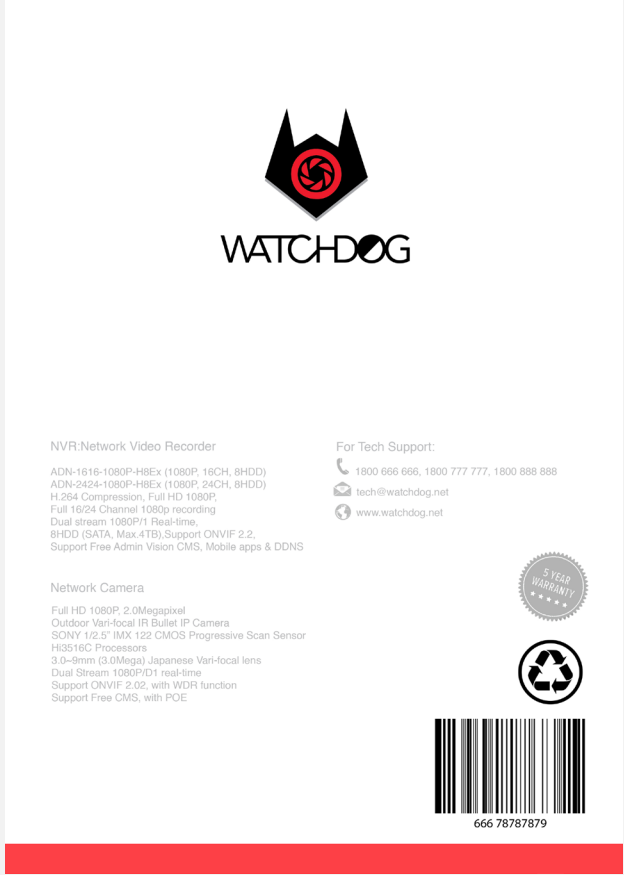 WATCHDOG
NVR:Network Video Recorder
ADN-1616-1080P-H8Ex (1080P, 16CH, 8HDD)
ADN-2424-1080P-H8Ex (1080P, 24CH, 8HDD)
H.264 Compression, Full HD 1080P,
Full 16/24 Channel 1080p recording
Dual stream 1080P/1 Real-time,
8HDD (SATA, Max.4TB),Support ONVIF 2.2,
Support Free Admin Vision CMS, Mobile apps & DDNS
Network Camera
Full HD 1080P, 2.0Megapixel
Outdoor Vari-focal IR Bullet IP Camera
SONY 1/2.5" IMX 122 CMOS Progressive Scan Sensor
Hi3516C Processors
3.0–9mm (3.0Mega) Japanese Vari-focal lens
Dual Stream 1080P/D1 real-time
Support ONVIF 2.02, with WDR function
Support Free CMS, with POE
For Tech Support:
1800 666 666, 1800 777 777, 1800 888 888
tech@watchdog.net
www.watchdog.net
5 YEAR
WARRANTY
666 78787879